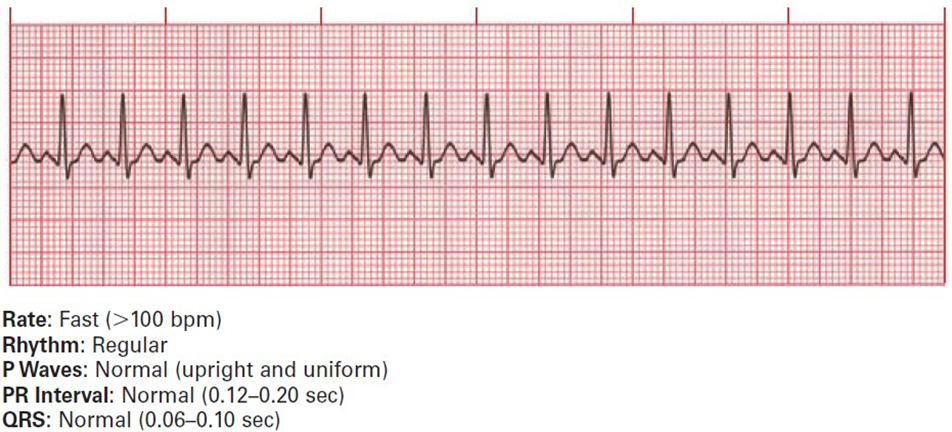 Rate: Fast (>100 bpm)
Rhythm: Regular
P Waves: Normal (upright and uniform)
PR Interval: Normal (0.12–0.20 sec)
QRS: Normal (0.06–0.10 sec)